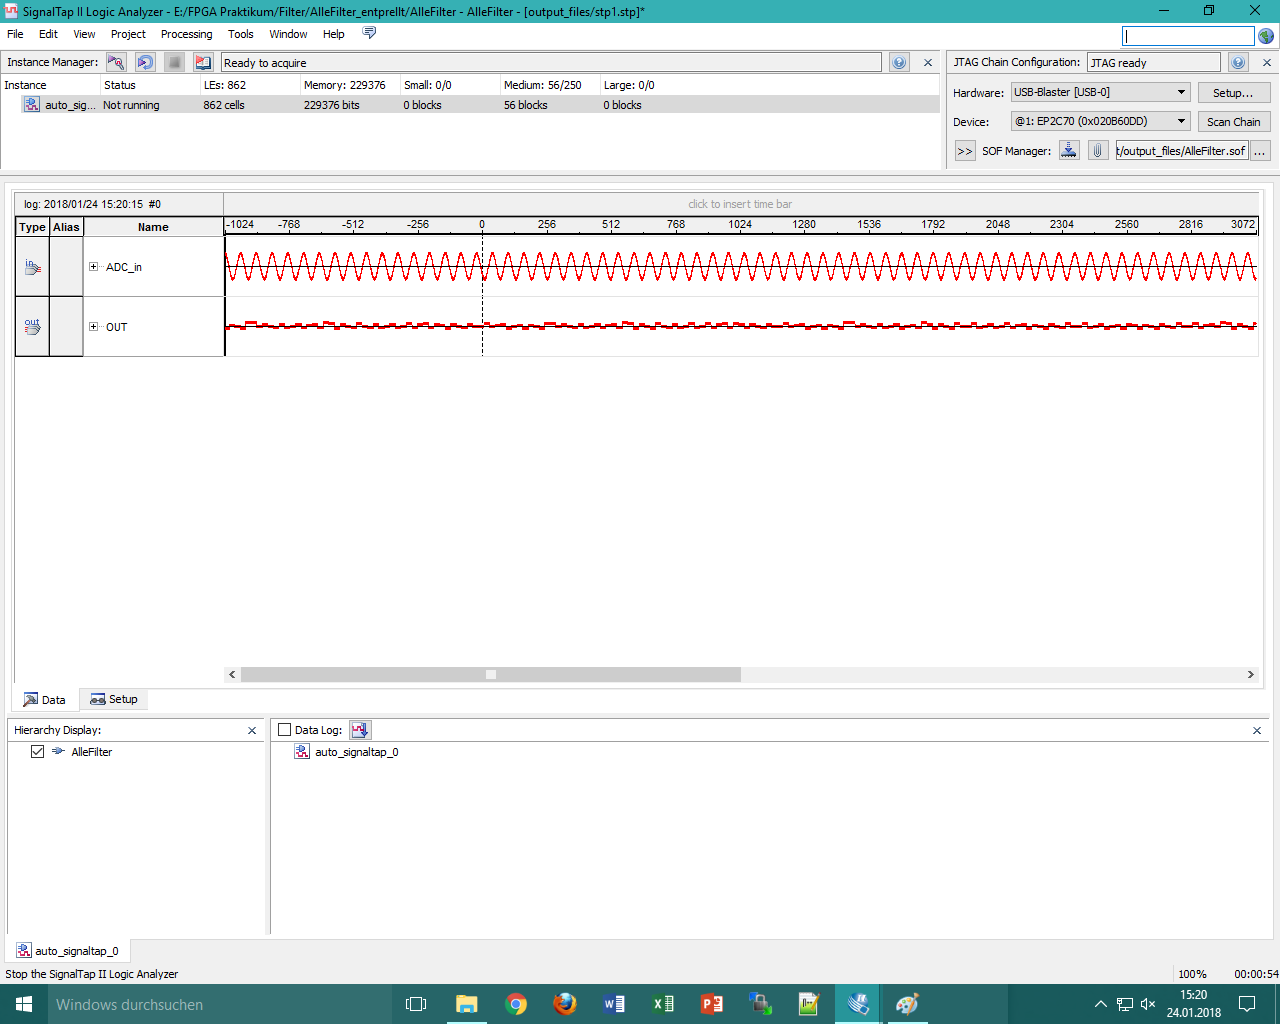 SignalTap II Logic Analyzer - E:/FPGA Praktikum/Filter/AlleFilter_entprellt/AlleFilter - AlleFilter - [output_files/stp1.stp]*
File Edit View Project Processing Tools Window Help
Instance Manager: Ready to acquire
JTAG Chain Configuration: JTAG ready
Instance Status LEs: 862 Memory: 229376 Small: 0/0 Medium: 56/250 Large: 0/0
auto_sig... Not running 862 cells 229376 bits 0 blocks 56 blocks 0 blocks
Hardware: USB-Blaster [USB-0] Setup...
Device: @1: EP2C70 (0x020B60DD) Scan Chain
>> SOF Manager: t/output_files/AlleFilter.sof ...
log: 2018/01/24 15:20:15 #0 click to insert time bar
Type Alias Name -1024 -768 -512 -256 0 256 512 768 1024 1280 1536 1792 2048 2304 2560 2816 3072
in ADC_in
out OUT
Data Setup
Hierarchy Display: Data Log:
AlleFilter auto_signaltap_0
auto_signaltap_0
Stop the SignalTap II Logic Analyzer 100% 00:00:54
Windows durchsuchen 15:20
24.01.2018